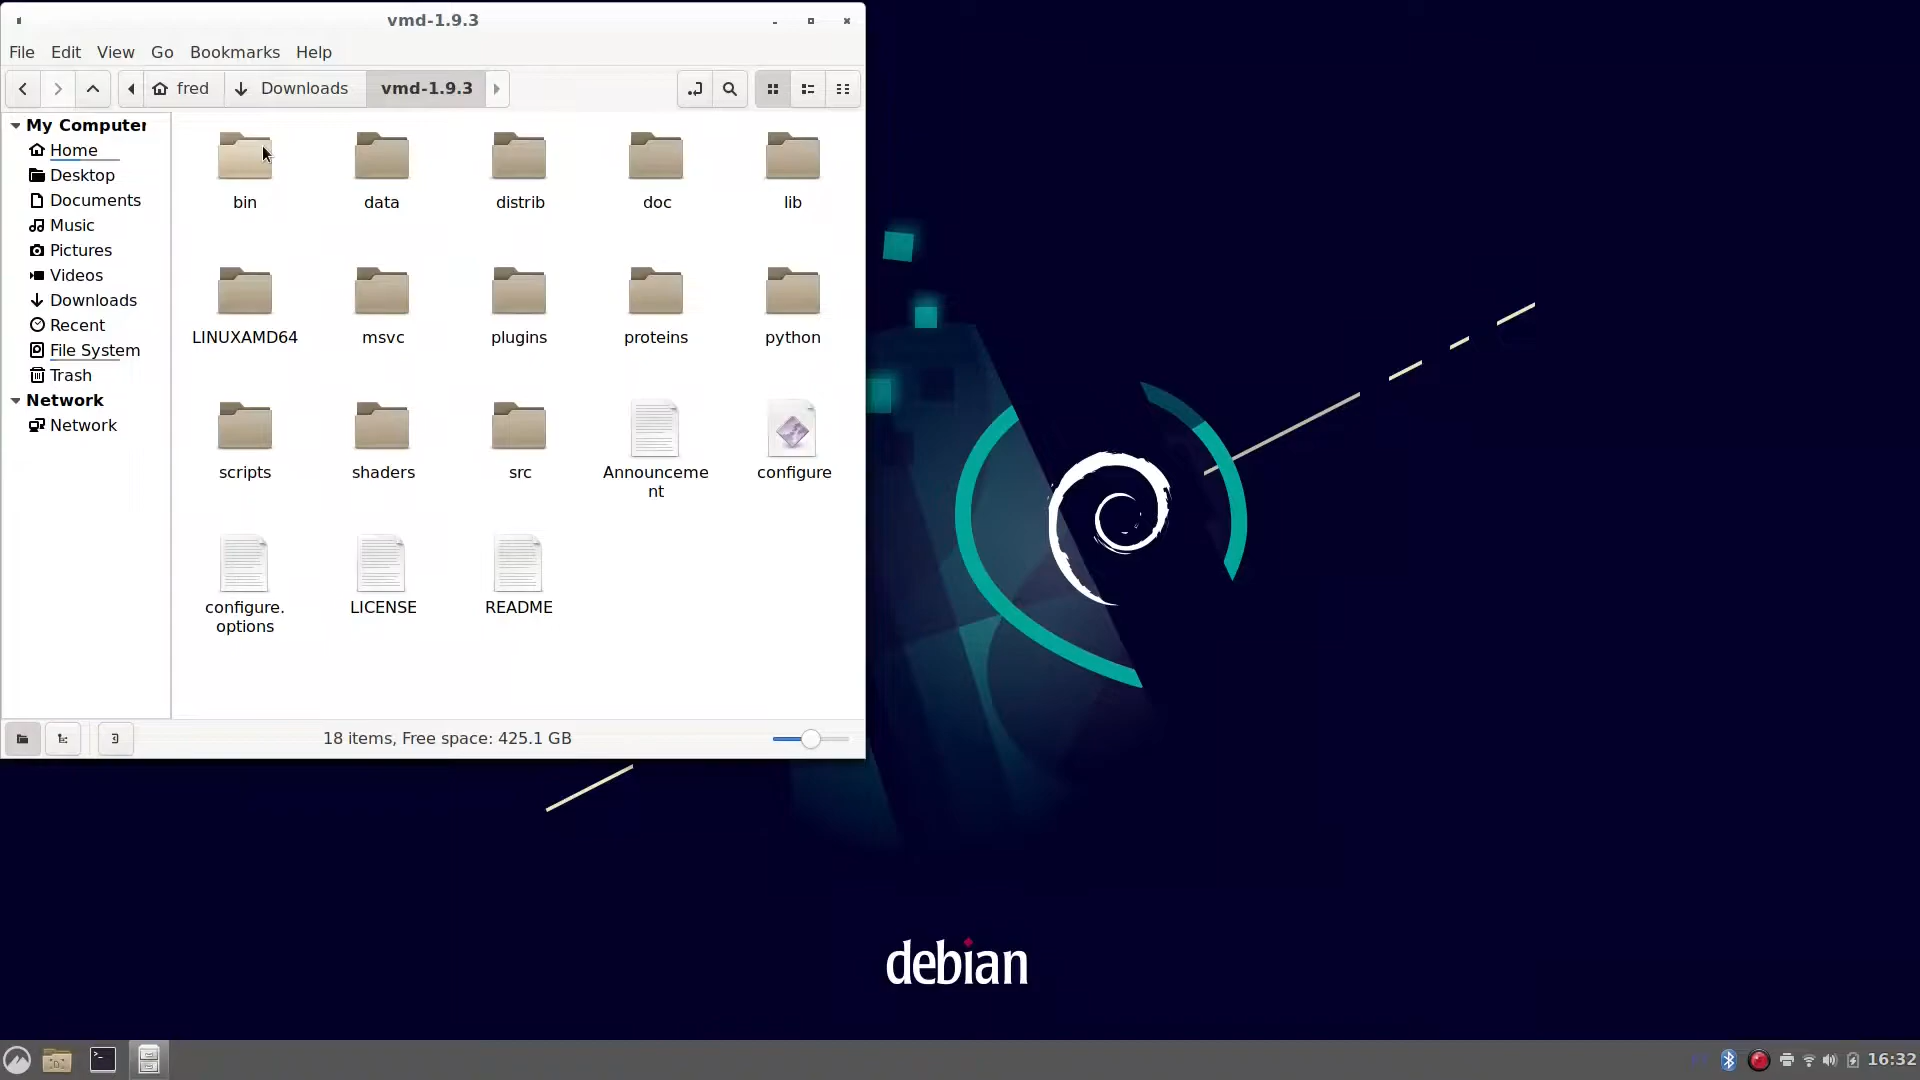 vmd-1.9.3
File Edit View Go Bookmarks Help
fred Downloads vmd-1.9.3
My Computer
Home
Desktop
Documents
Music
Pictures
Videos
Downloads
Recent
File System
Trash
Network
Network
bin data distrib doc lib
LINUXAMD64 msvc plugins proteins python
scripts shaders src Announceme
nt configure
configure.
options LICENSE README
18 items, Free space: 425.1 GB
debian
16:32